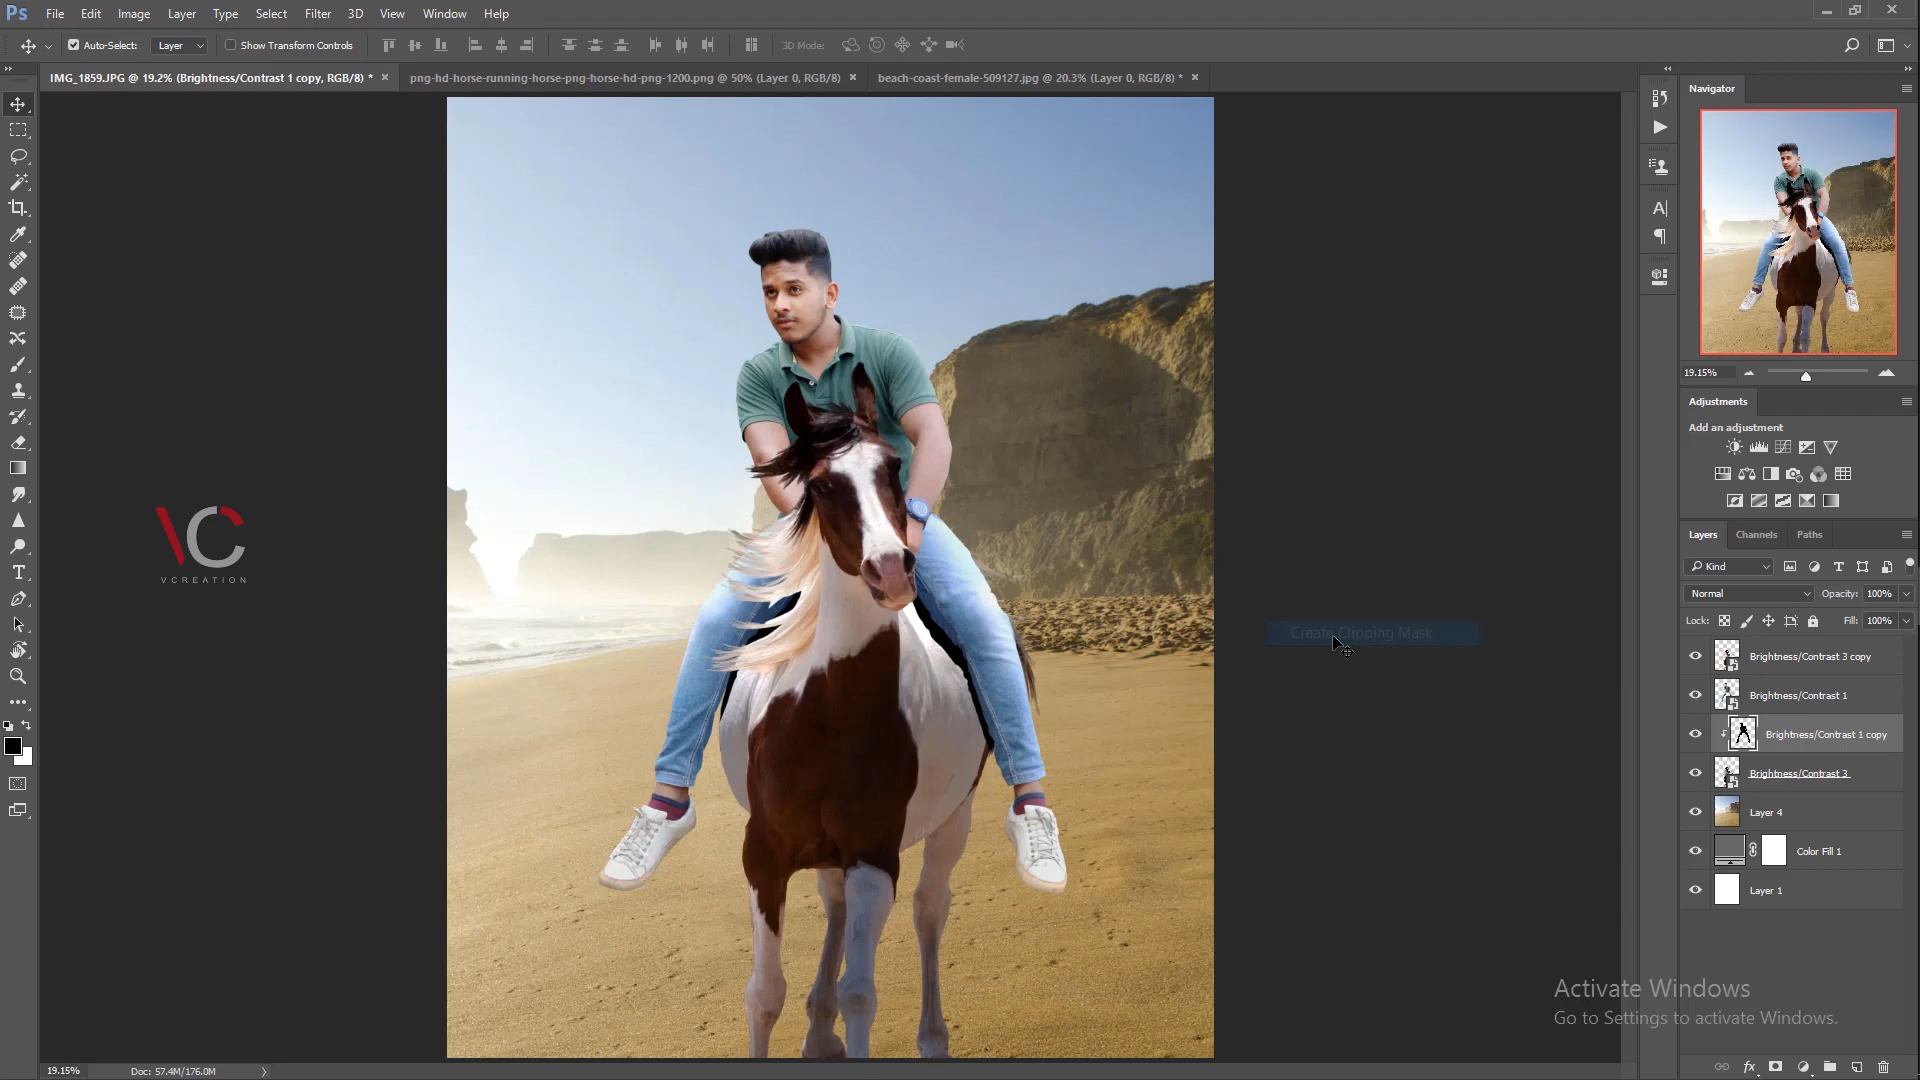 Ps File Edit Image Layer Type Select Filter 3D View Window Help
Auto-Select: Layer Show Transform Controls 3D Mode:
IMG_1859.JPG @ 19.2% (Brightness/Contrast 1 copy, RGB/8) * × png-hd-horse-running-horse-png-horse-hd-png-1200.png @ 50% (Layer 0, RGB/8) × beach-coast-female-509127.jpg @ 20.3% (Layer 0, RGB/8) * ×
Navigator
19.15%
Adjustments
Add an adjustment
Layers Channels Paths
Kind
Normal Opacity: 100%
Lock: Fill: 100%
Brightness/Contrast 3 copy
Brightness/Contrast 1
Brightness/Contrast 1 copy
Brightness/Contrast 3
Layer 4
Color Fill 1
Layer 1
Create Clipping Mask
VC
VCREATION
Activate Windows
Go to Settings to activate Windows.
19.15% Doc: 57.4M/176.0M